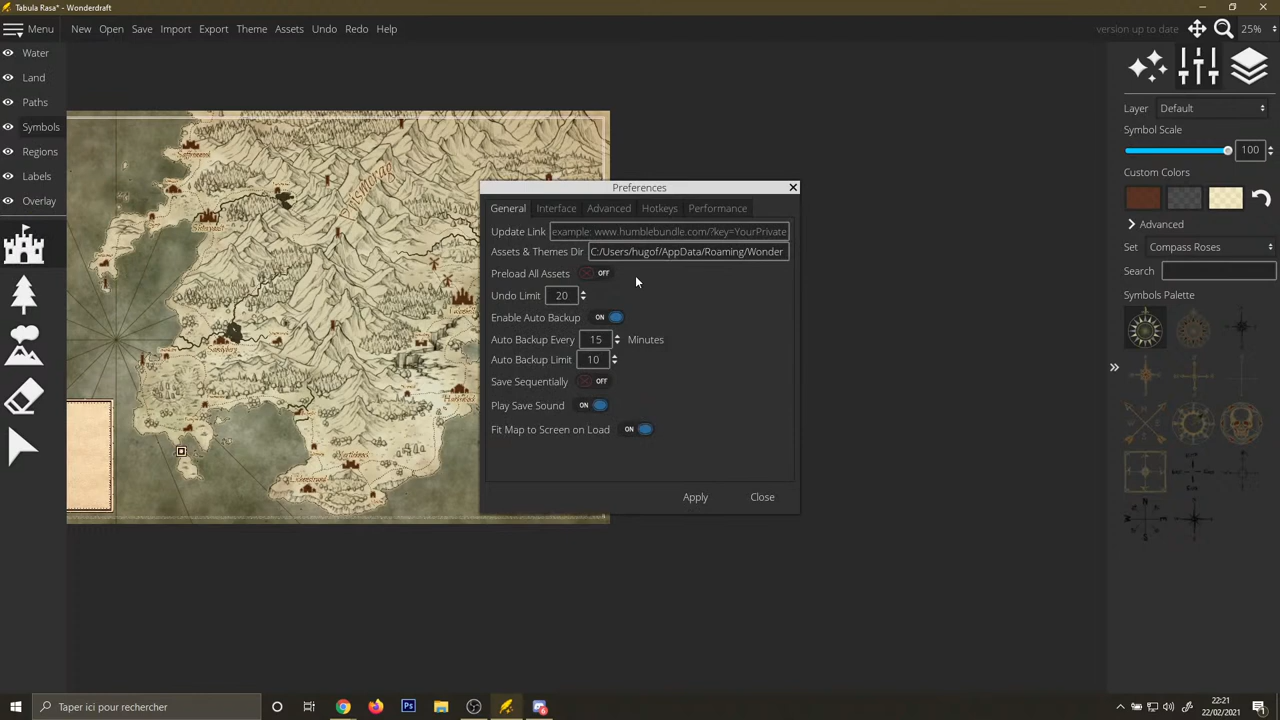 Tabula Rasa* - Wonderdraft
Menu New Open Save Import Export Theme Assets Undo Redo Help version up to date 25%
Water
Land
Paths
Symbols
Regions
Labels
Overlay
Preferences
General Interface Advanced Hotkeys Performance
Update Link example: www.humblebundle.com/?key=YourPrivate
Assets & Themes Dir C:/Users/hugof/AppData/Roaming/Wonder
Preload All Assets OFF
Undo Limit 20
Enable Auto Backup ON
Auto Backup Every 15 Minutes
Auto Backup Limit 10
Save Sequentially OFF
Play Save Sound ON
Fit Map to Screen on Load ON
Apply Close
Layer Default
Symbol Scale
100
Custom Colors
Advanced
Set Compass Roses
Search
Symbols Palette
Taper ici pour rechercher
22:21
22/02/2021